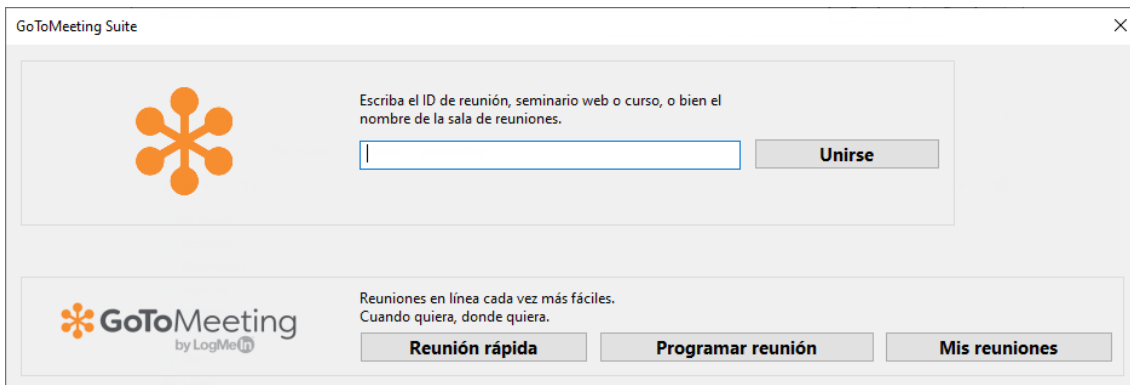 GoToMeeting Suite
Escriba el ID de reunión, seminario web o curso, o bien el
nombre de la sala de reuniones.
Unirse
GoToMeeting
by LogMeIn
Reuniones en línea cada vez más fáciles.
Cuando quiera, donde quiera.
Reunión rápida
Programar reunión
Mis reuniones